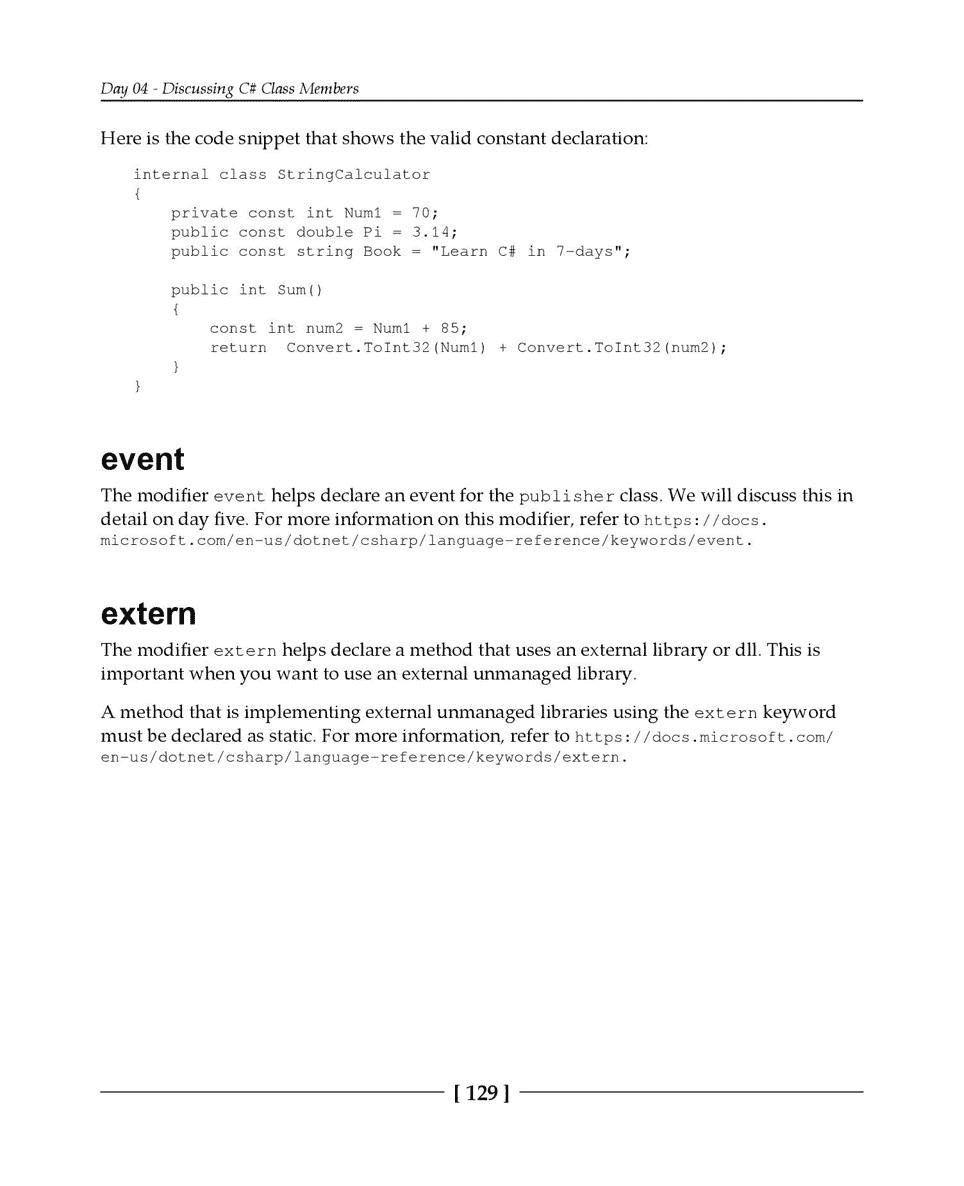 Day 04 - Discussing C# Class Members
Here is the code snippet that shows the valid constant declaration:
internal class StringCalculator
{
    private const int Num1 = 70;
    public const double Pi = 3.14;
    public const string Book = "Learn C# in 7-days";

    public int Sum()
    {
        const int num2 = Num1 + 85;
        return  Convert.ToInt32(Num1) + Convert.ToInt32(num2);
    }
}
event
The modifier event helps declare an event for the publisher class. We will discuss this in
detail on day five. For more information on this modifier, refer to https://docs.
microsoft.com/en-us/dotnet/csharp/language-reference/keywords/event.
extern
The modifier extern helps declare a method that uses an external library or dll. This is
important when you want to use an external unmanaged library.
A method that is implementing external unmanaged libraries using the extern keyword
must be declared as static. For more information, refer to https://docs.microsoft.com/
en-us/dotnet/csharp/language-reference/keywords/extern.
[ 129 ]